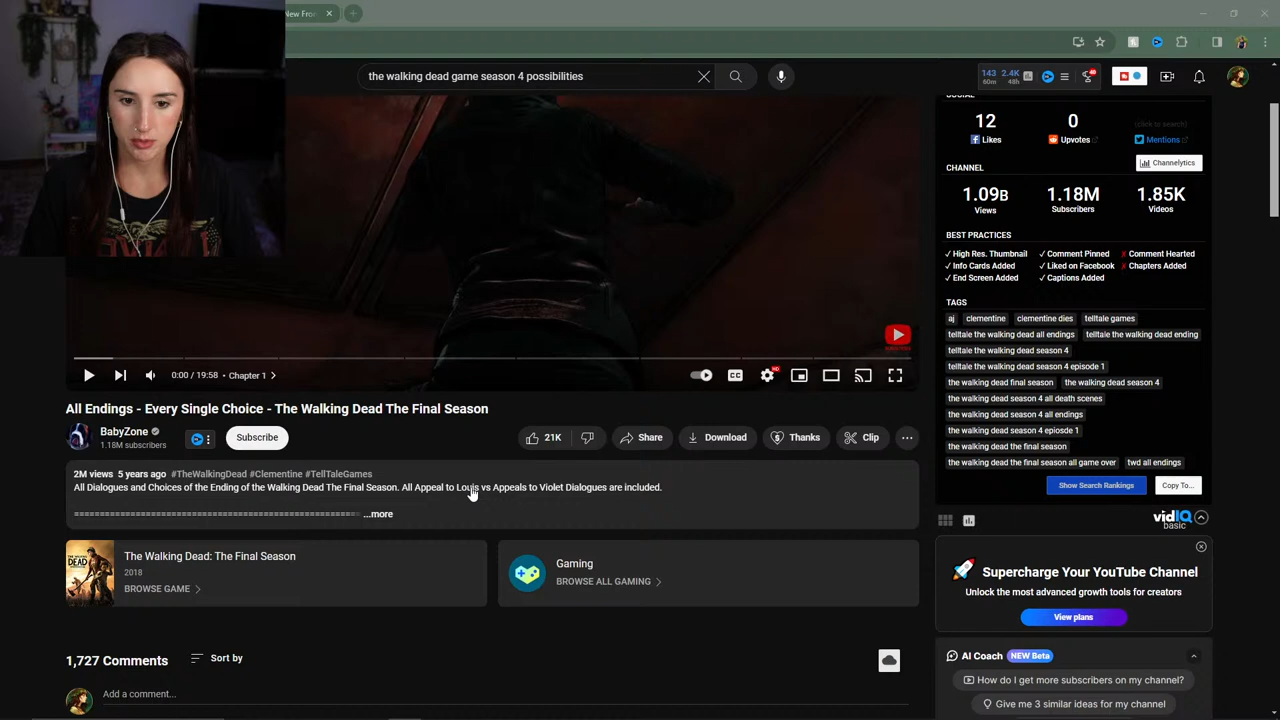 New Fro
the walking dead game season 4 possibilities
143
60m
2.4K
48h
SOCIAL
12
0
(click to search)
Likes
Upvotes
Mentions
CHANNEL
Channelytics
1.09B
1.18M
1.85K
Views
Subscribers
Videos
BEST PRACTICES
✓ High Res. Thumbnail
✓ Comment Pinned
✗ Comment Hearted
✓ Info Cards Added
✓ Liked on Facebook
✗ Chapters Added
✓ End Screen Added
✓ Captions Added
TAGS
aj
clementine
clementine dies
telltale games
telltale the walking dead all endings
telltale the walking dead ending
telltale the walking dead season 4
telltale the walking dead season 4 episode 1
the walking dead final season
the walking dead season 4
the walking dead season 4 all death scenes
the walking dead season 4 all endings
the walking dead season 4 episode 1
the walking dead the final season
the walking dead the final season all game over
twd all endings
Show Search Rankings
Copy To...
vidIQ
basic
Supercharge Your YouTube Channel
Unlock the most advanced growth tools for creators
View plans
AI Coach
NEW Beta
How do I get more subscribers on my channel?
Give me 3 similar ideas for my channel
0:00 / 19:58 • Chapter 1
CC
HD
All Endings - Every Single Choice - The Walking Dead The Final Season
BabyZone
1.18M subscribers
Subscribe
21K
Share
Download
Thanks
Clip
2M views 5 years ago #TheWalkingDead #Clementine #TellTaleGames
All Dialogues and Choices of the Ending of the Walking Dead The Final Season. All Appeal to Louis vs Appeals to Violet Dialogues are included.
====================================================== ...more
The Walking Dead: The Final Season
2018
BROWSE GAME
Gaming
BROWSE ALL GAMING
1,727 Comments
Sort by
Add a comment...